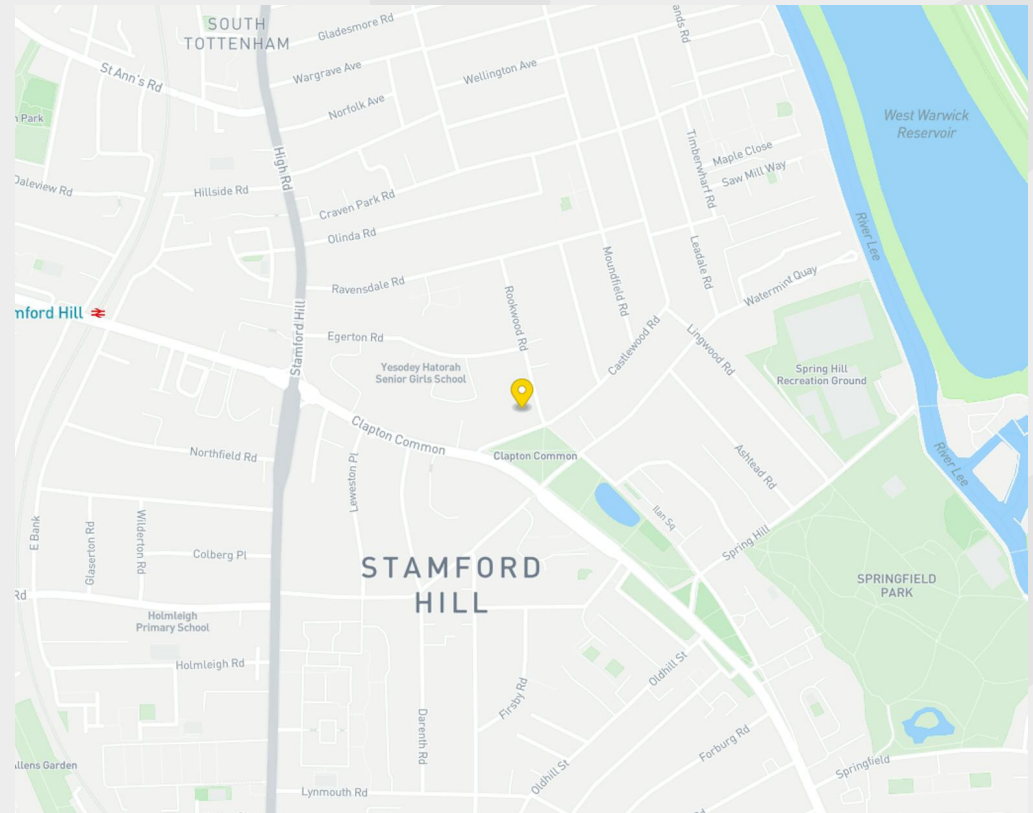 SOUTH
TOTTENHAM
Gladesmore Rd
ands Rd
St Ann's Rd
Wargrave Ave
Wellington Ave
Norfolk Ave
n Park
West Warwick
Reservoir
High Rd
Timberwharf Rd
Maple Close
Saw Mill Way
Daleview Rd
Hillside Rd
Craven Park Rd
Olinda Rd
River Lee
Moundfield Rd
Leadale Rd
Ravensdale Rd
Watermint Quay
mford Hill
Stamford Hill
Rookwood Rd
Egerton Rd
Castlewood Rd
Lingwood Rd
Yesodey Hatorah
Senior Girls School
Spring Hill
Recreation Ground
Clapton Common
Clapton Common
Northfield Rd
Leweston Pl
Ashtead Rd
River Lee
E Bank
Glaserton Rd
Wilderton Rd
Ilan Sq
Colberg Pl
Spring Hill
STAMFORD
HILL
SPRINGFIELD
PARK
Rd
Holmleigh
Primary School
Holmleigh Rd
Oldhill St
Firsby Rd
Darenth Rd
Forburg Rd
Allens Garden
Oldhill St
Springfield
Lynmouth Rd
Rd